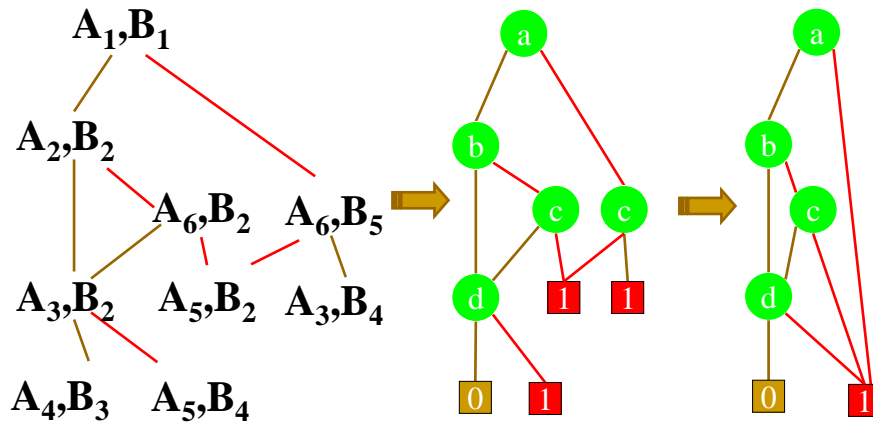 A₁,B₁
A₂,B₂
A₆,B₂
A₆,B₅
A₃,B₂
A₅,B₂
A₃,B₄
A₄,B₃
A₅,B₄
a
b
c
c
d
1
1
0
1
a
b
c
d
0
1